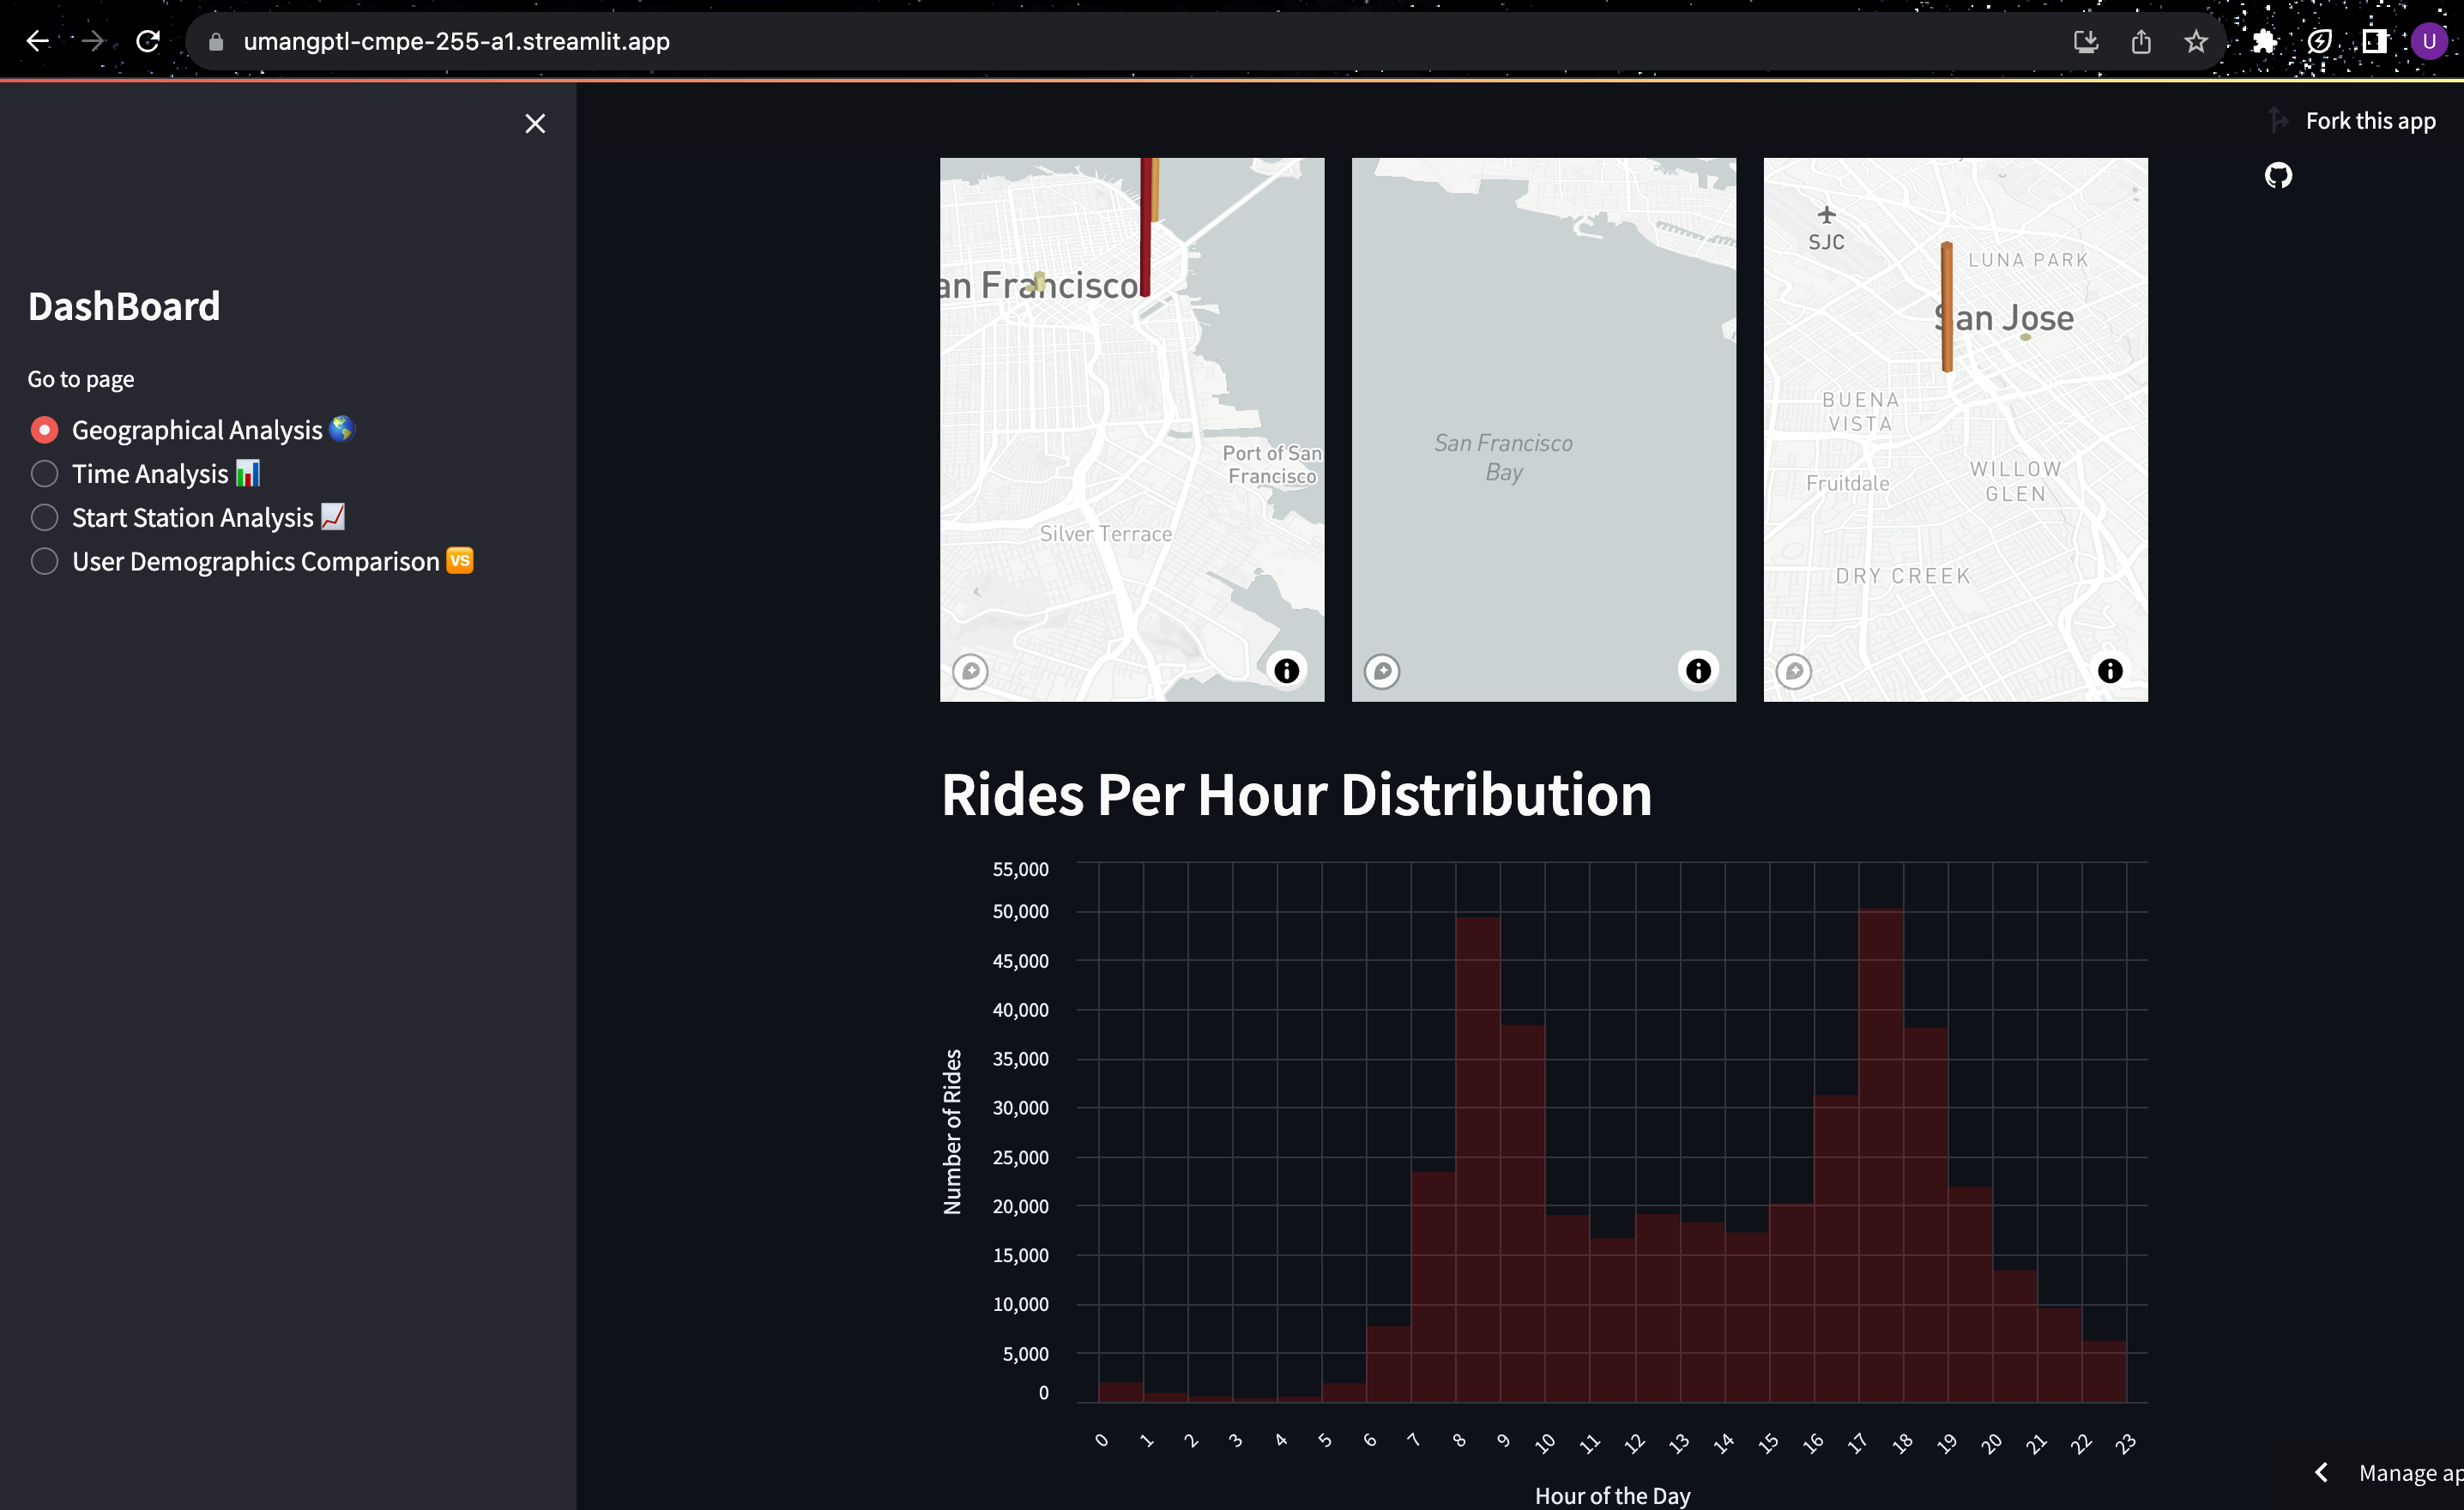 umangptl-cmpe-255-a1.streamlit.app
U
Fork this app
DashBoard
Go to page
Geographical Analysis 🌎
Time Analysis 📊
Start Station Analysis 📈
User Demographics Comparison 🆚
an Francisco
Port of San
Francisco
Silver Terrace
San Francisco
Bay
SJC
LUNA PARK
San Jose
BUENA
VISTA
WILLOW
GLEN
Fruitdale
DRY CREEK
Rides Per Hour Distribution
Number of Rides
55,000
50,000
45,000
40,000
35,000
30,000
25,000
20,000
15,000
10,000
5,000
0
0 1 2 3 4 5 6 7 8 9 10 11 12 13 14 15 16 17 18 19 20 21 22 23
Hour of the Day
Manage ap